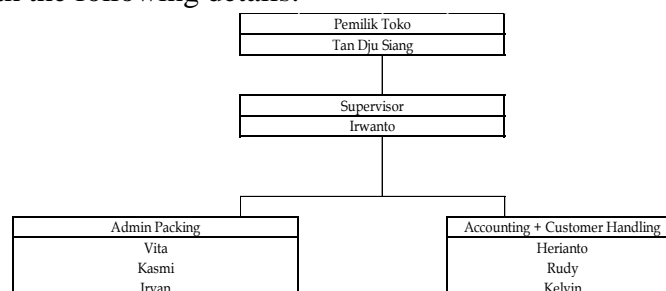 the following details:
Pemilik Toko
Tan Dju Siang
Supervisor
Irwanto
Admin Packing
Vita
Kasmi
Irvan
Accounting + Customer Handling
Herianto
Rudy
Kelvin